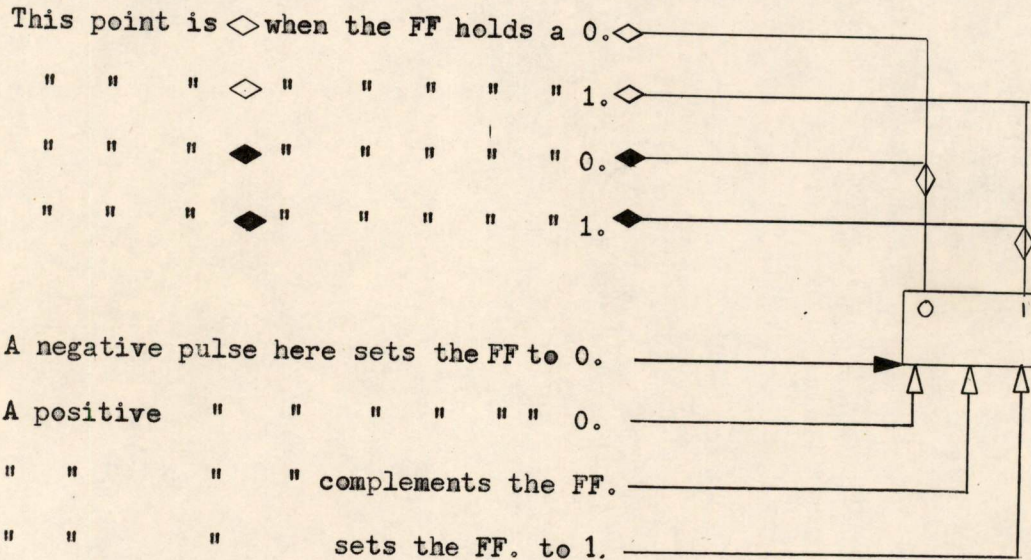 This point is ◇ when the FF holds a 0. ◇
" " " ◇ " " " " " 1. ◇
" " " ◆ " " " " " 0. ◆
" " " ◆ " " " " " 1. ◆
0 1
A negative pulse here sets the FF to 0.
A positive " " " " " " 0.
" " " " complements the FF.
" " " sets the FF. to 1.